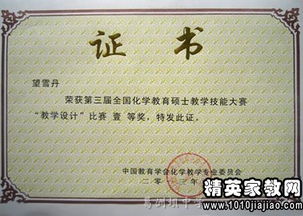 证书
望雪丹
荣获第三届全国化学教育硕士教学技能大赛
“教学设计”比赛 壹 等奖，特发此证。
中国教育学会化学教学专业委员会
精英家教网
www.1010jiajiao.com